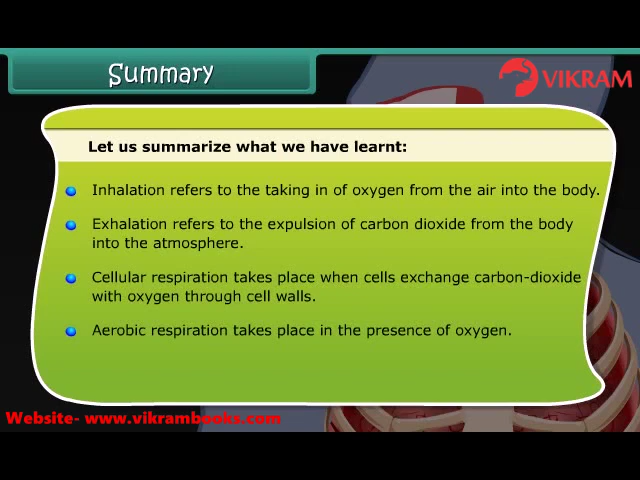 Summary
VIKRAM
Let us summarize what we have learnt:
Inhalation refers to the taking in of oxygen from the air into the body.
Exhalation refers to the expulsion of carbon dioxide from the body
into the atmosphere.
Cellular respiration takes place when cells exchange carbon-dioxide
with oxygen through cell walls.
Aerobic respiration takes place in the presence of oxygen.
Website- www.vikrambooks.com